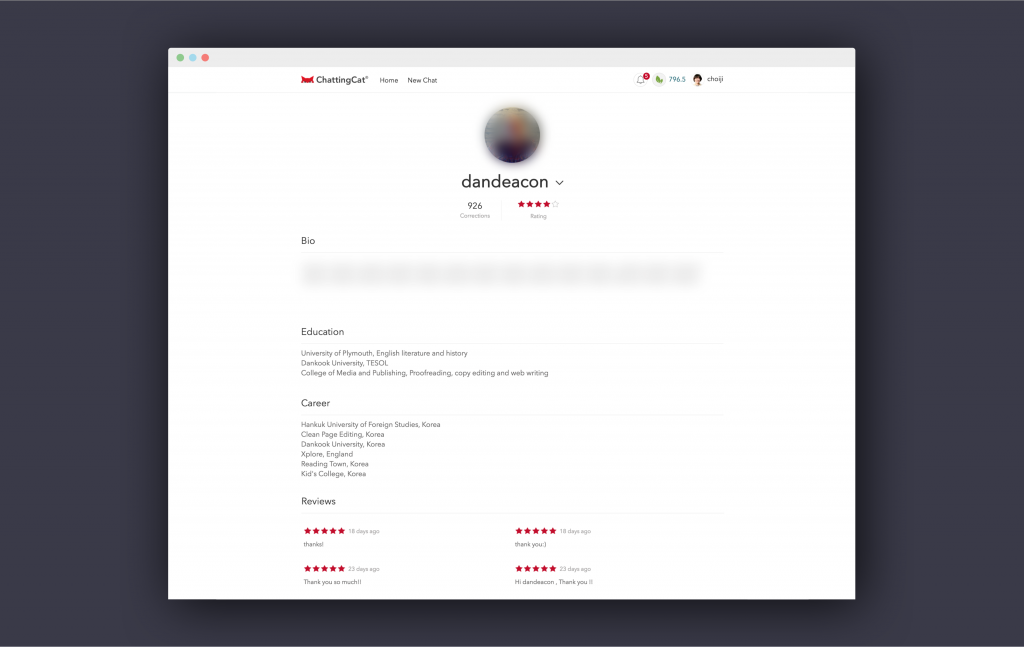 ChattingCat® Home New Chat 5 796.5 choiji
dandeacon
926
Corrections Rating
Bio
Education
University of Plymouth, English literature and history
Dankook University, TESOL
College of Media and Publishing, Proofreading, copy editing and web writing
Career
Hankuk University of Foreign Studies, Korea
Clean Page Editing, Korea
Dankook University, Korea
Xplore, England
Reading Town, Korea
Kid's College, Korea
Reviews
18 days ago 18 days ago
thanks! thank you:)
23 days ago 23 days ago
Thank you so much!! Hi dandeacon , Thank you !!